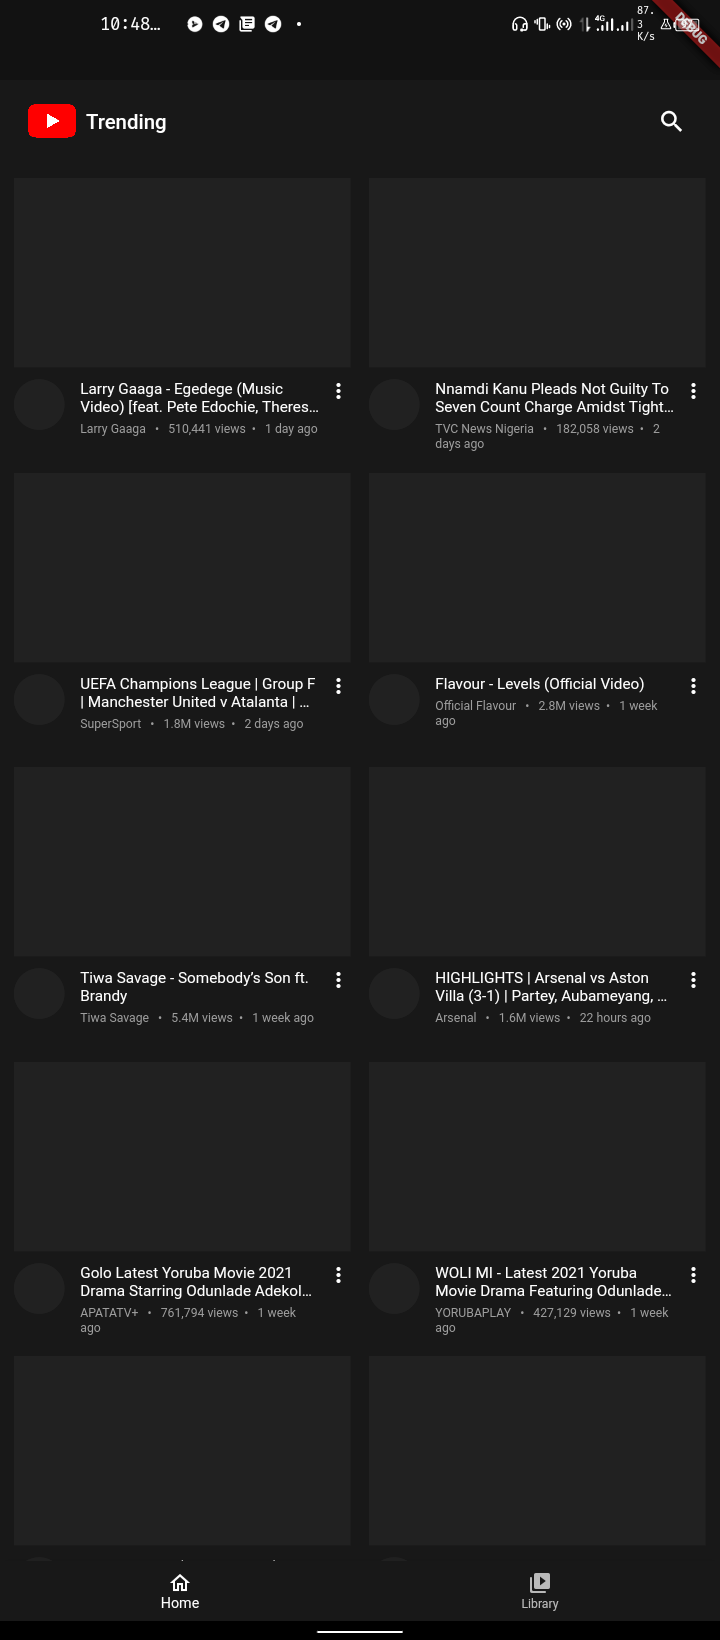 10:48…
4G
87.
3
K/s
DEBUG
Trending
Larry Gaaga - Egedege (Music
Video) [feat. Pete Edochie, Theres…
Larry Gaaga • 510,441 views • 1 day ago
Nnamdi Kanu Pleads Not Guilty To
Seven Count Charge Amidst Tight…
TVC News Nigeria • 182,058 views • 2
days ago
UEFA Champions League | Group F
| Manchester United v Atalanta | …
SuperSport • 1.8M views • 2 days ago
Flavour - Levels (Official Video)
Official Flavour • 2.8M views • 1 week
ago
Tiwa Savage - Somebody’s Son ft.
Brandy
Tiwa Savage • 5.4M views • 1 week ago
HIGHLIGHTS | Arsenal vs Aston
Villa (3-1) | Partey, Aubameyang, …
Arsenal • 1.6M views • 22 hours ago
Golo Latest Yoruba Movie 2021
Drama Starring Odunlade Adekol…
APATATV+ • 761,794 views • 1 week
ago
WOLI MI - Latest 2021 Yoruba
Movie Drama Featuring Odunlade…
YORUBAPLAY • 427,129 views • 1 week
ago
Home
Library